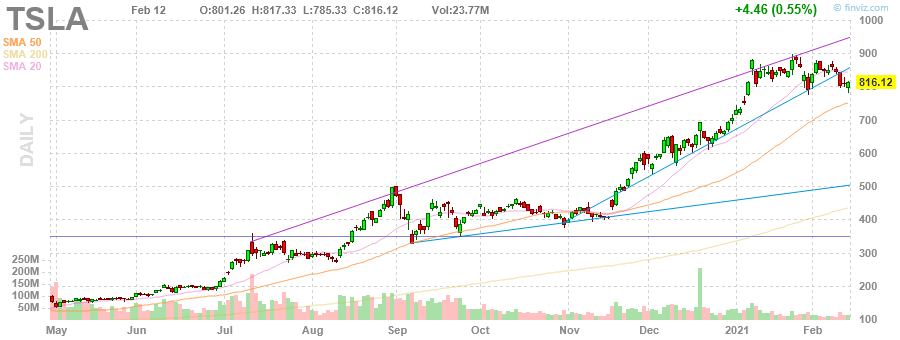 TSLA
Feb 12 O:801.26 H:817.33 L:785.33 C:816.12 Vol:23.77M +4.46 (0.55%) © finviz.com
SMA 50
SMA 200
SMA 20
DAILY
1000
900
816.12
700
600
500
400
300
200
100
250M
200M
150M
100M
50M
May Jun Jul Aug Sep Oct Nov Dec 2021 Feb